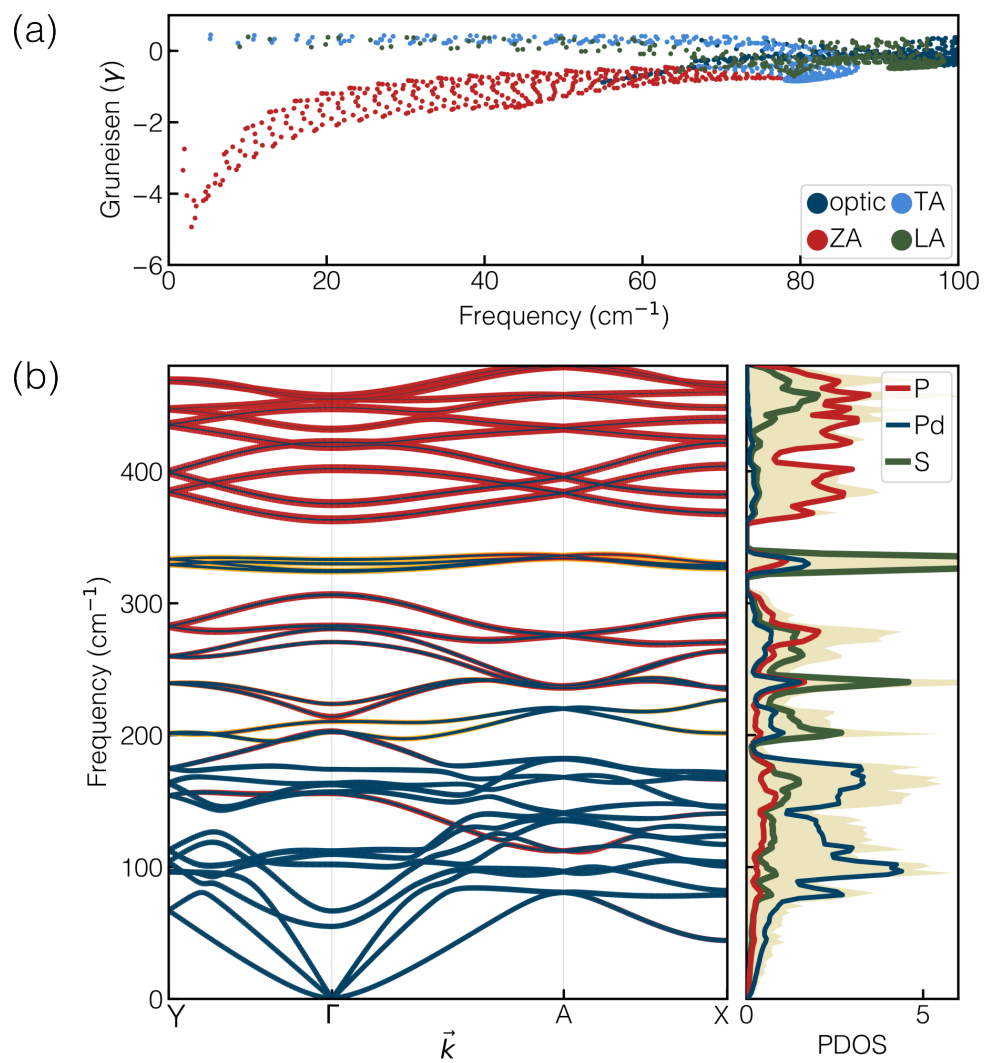 (a)
Gruneisen (γ)
0
−2
−4
−6
0 20 40 60 80 100
Frequency (cm⁻¹)
optic TA
ZA LA
(b)
Frequency (cm⁻¹)
400
300
200
100
0
Y Γ A X
k⃗
P
Pd
S
0 5
PDOS